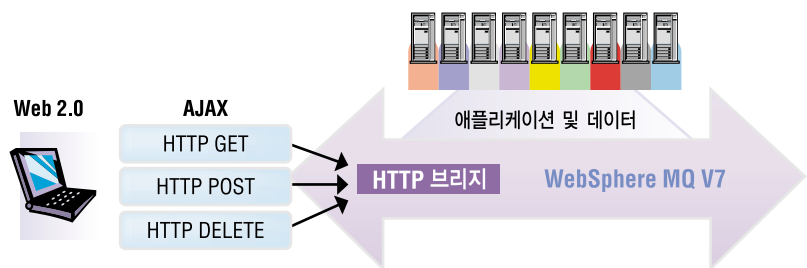 Web 2.0
AJAX
HTTP GET
HTTP POST
HTTP DELETE
애플리케이션 및 데이터
HTTP 브리지
WebSphere MQ V7